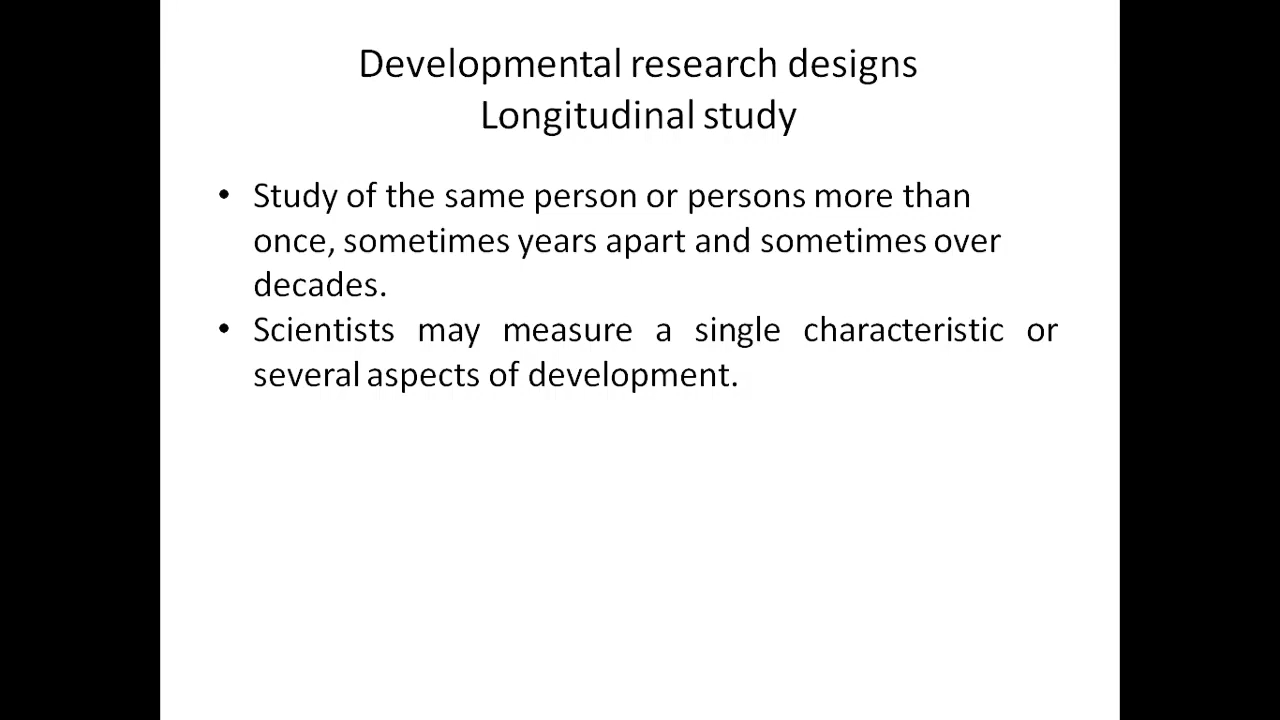 Developmental research designs
Longitudinal study
• Study of the same person or persons more than
once, sometimes years apart and sometimes over
decades.
• Scientists may measure a single characteristic or
several aspects of development.